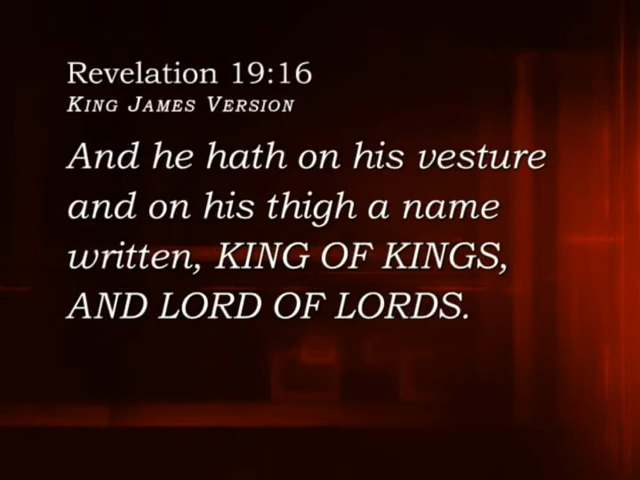 Revelation 19:16
King James Version
And he hath on his vesture
and on his thigh a name
written, KING OF KINGS,
AND LORD OF LORDS.